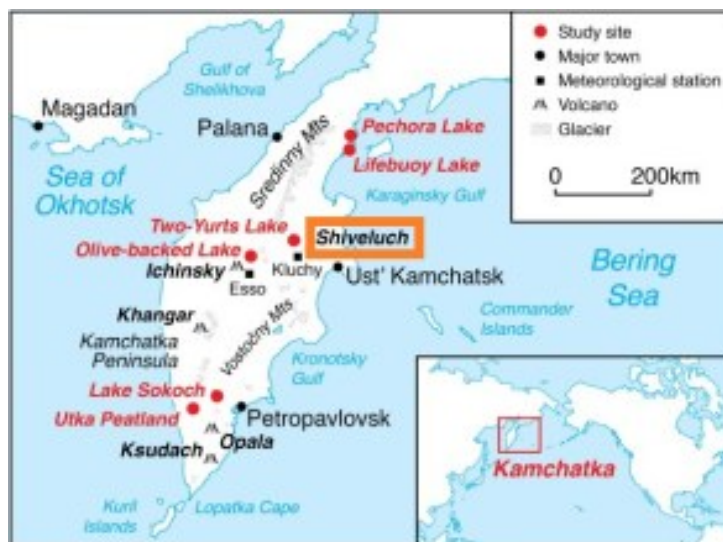 Study site
Major town
Meteorological station
Volcano
Glacier
0 200km
Gulf of
Shelikhova
Magadan
Palana
Sredinny Mts
Pechora Lake
Lifebuoy Lake
Sea of
Okhotsk
Karaginsky Gulf
Two-Yurts Lake
Shiveluch
Olive-backed Lake
Ichinsky
Kluchy
Ust' Kamchatsk
Esso
Bering
Sea
Khangar
Kamchatka
Peninsula
Vostočny Mts
Commander
Islands
Kronotsky
Gulf
Lake Sokoch
Utka Peatland
Petropavlovsk
Opala
Ksudach
Kuril
Islands
Lopatka Cape
Kamchatka